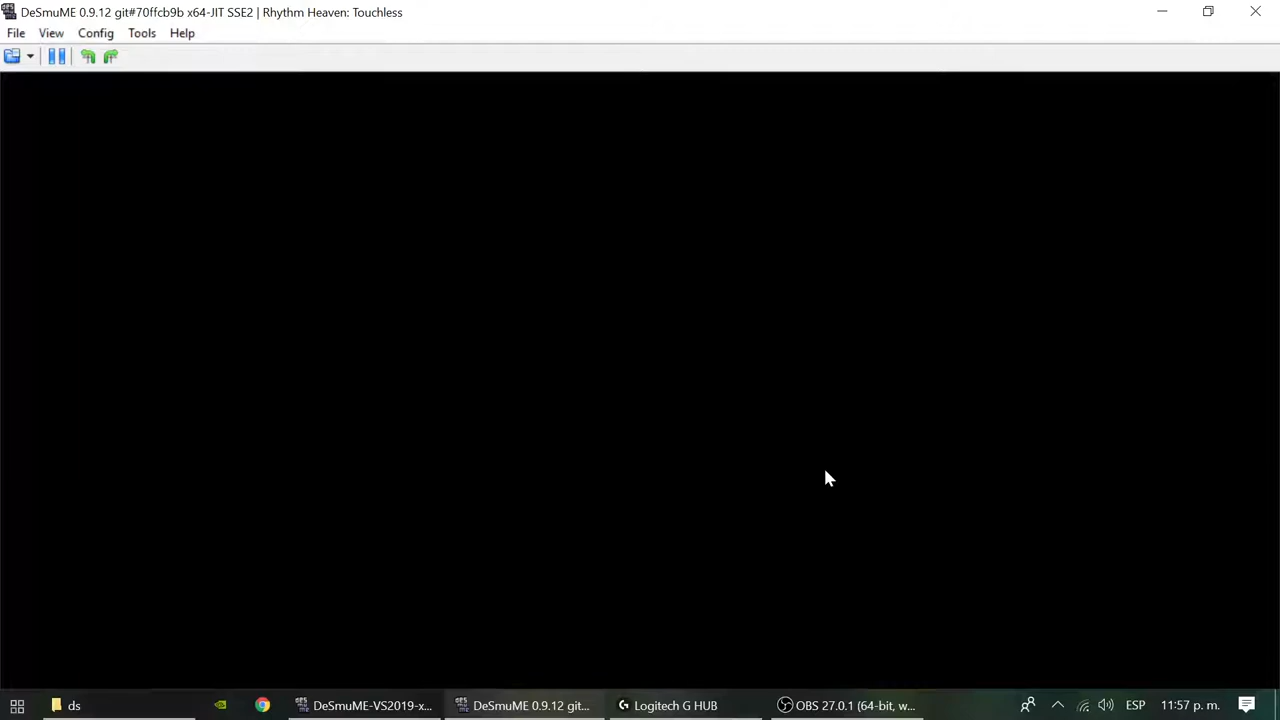 DeSmuME 0.9.12 git#70ffcb9b x64-JIT SSE2 | Rhythm Heaven: Touchless
File View Config Tools Help
ds DeSmuME-VS2019-x... DeSmuME 0.9.12 git... Logitech G HUB OBS 27.0.1 (64-bit, w... ESP 11:57 p. m.